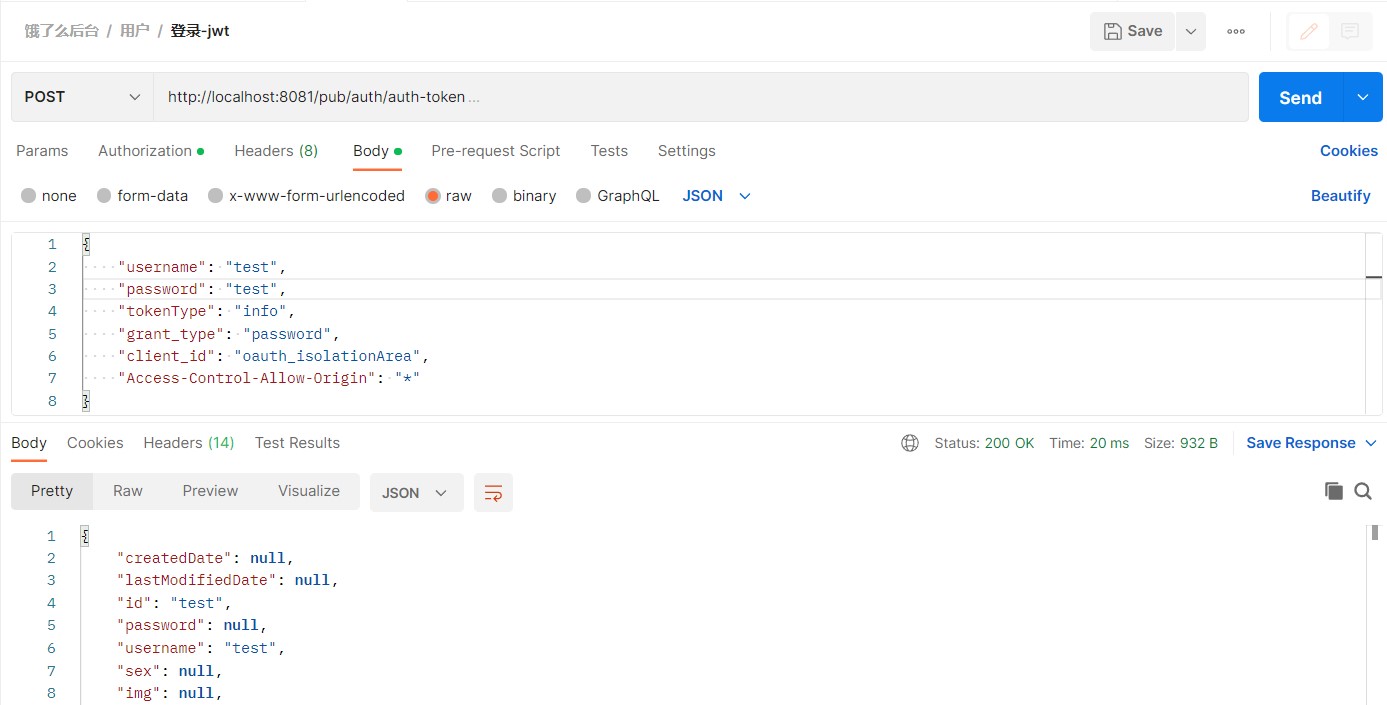 饿了么后台 / 用户 / 登录-jwt
Save
POST
http://localhost:8081/pub/auth/auth-token ...
Send
Params Authorization Headers (8) Body Pre-request Script Tests Settings Cookies
none form-data x-www-form-urlencoded raw binary GraphQL JSON Beautify
1 {
2 "username": "test",
3 "password": "test",
4 "tokenType": "info",
5 "grant_type": "password",
6 "client_id": "oauth_isolationArea",
7 "Access-Control-Allow-Origin": "*"
8 }
Body Cookies Headers (14) Test Results Status: 200 OK Time: 20 ms Size: 932 B Save Response
Pretty Raw Preview Visualize JSON
1 {
2 "createdDate": null,
3 "lastModifiedDate": null,
4 "id": "test",
5 "password": null,
6 "username": "test",
7 "sex": null,
8 "img": null,